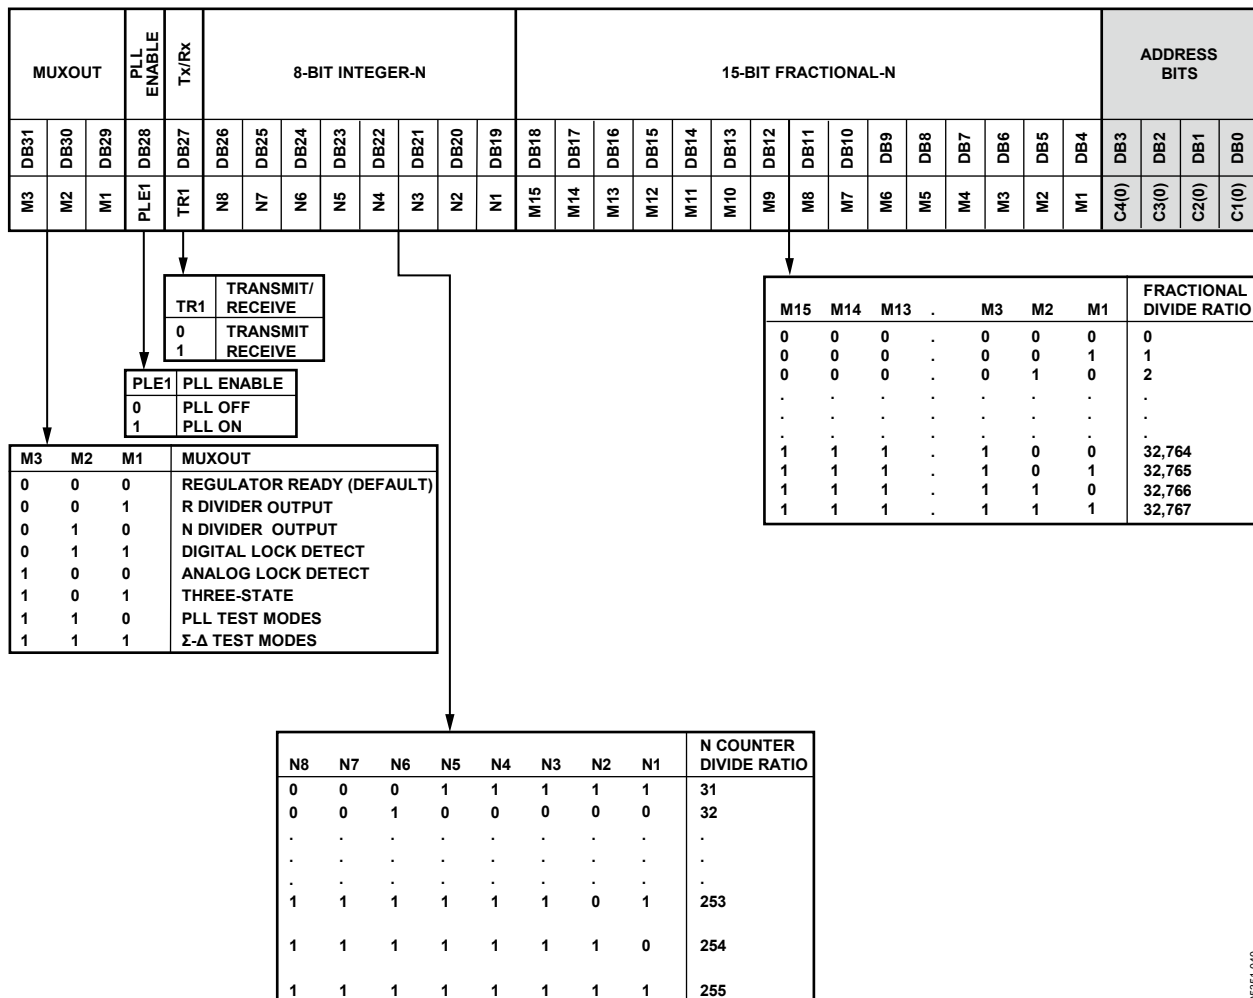 MUXOUT
PLL ENABLE
Tx/Rx
8-BIT INTEGER-N
15-BIT FRACTIONAL-N
ADDRESS BITS
DB31 DB30 DB29 DB28 DB27 DB26 DB25 DB24 DB23 DB22 DB21 DB20 DB19 DB18 DB17 DB16 DB15 DB14 DB13 DB12 DB11 DB10 DB9 DB8 DB7 DB6 DB5 DB4 DB3 DB2 DB1 DB0
M3 M2 M1 PLE1 TR1 N8 N7 N6 N5 N4 N3 N2 N1 M15 M14 M13 M12 M11 M10 M9 M8 M7 M6 M5 M4 M3 M2 M1 C4(0) C3(0) C2(0) C1(0)
TR1 TRANSMIT/ RECEIVE
0 TRANSMIT
1 RECEIVE
PLE1 PLL ENABLE
0 PLL OFF
1 PLL ON
M3 M2 M1 MUXOUT
0 0 0 REGULATOR READY (DEFAULT)
0 0 1 R DIVIDER OUTPUT
0 1 0 N DIVIDER OUTPUT
0 1 1 DIGITAL LOCK DETECT
1 0 0 ANALOG LOCK DETECT
1 0 1 THREE-STATE
1 1 0 PLL TEST MODES
1 1 1 Σ-Δ TEST MODES
M15 M14 M13 . M3 M2 M1 FRACTIONAL DIVIDE RATIO
0 0 0 . 0 0 0 0
0 0 0 . 0 0 1 1
0 0 0 . 0 1 0 2
. . . . . . . .
. . . . . . . .
. . . . . . . .
1 1 1 . 1 0 0 32,764
1 1 1 . 1 0 1 32,765
1 1 1 . 1 1 0 32,766
1 1 1 . 1 1 1 32,767
N8 N7 N6 N5 N4 N3 N2 N1 N COUNTER DIVIDE RATIO
0 0 0 1 1 1 1 1 31
0 0 1 0 0 0 0 0 32
. . . . . . . . .
. . . . . . . . .
. . . . . . . . .
1 1 1 1 1 1 0 1 253
1 1 1 1 1 1 1 0 254
1 1 1 1 1 1 1 1 255